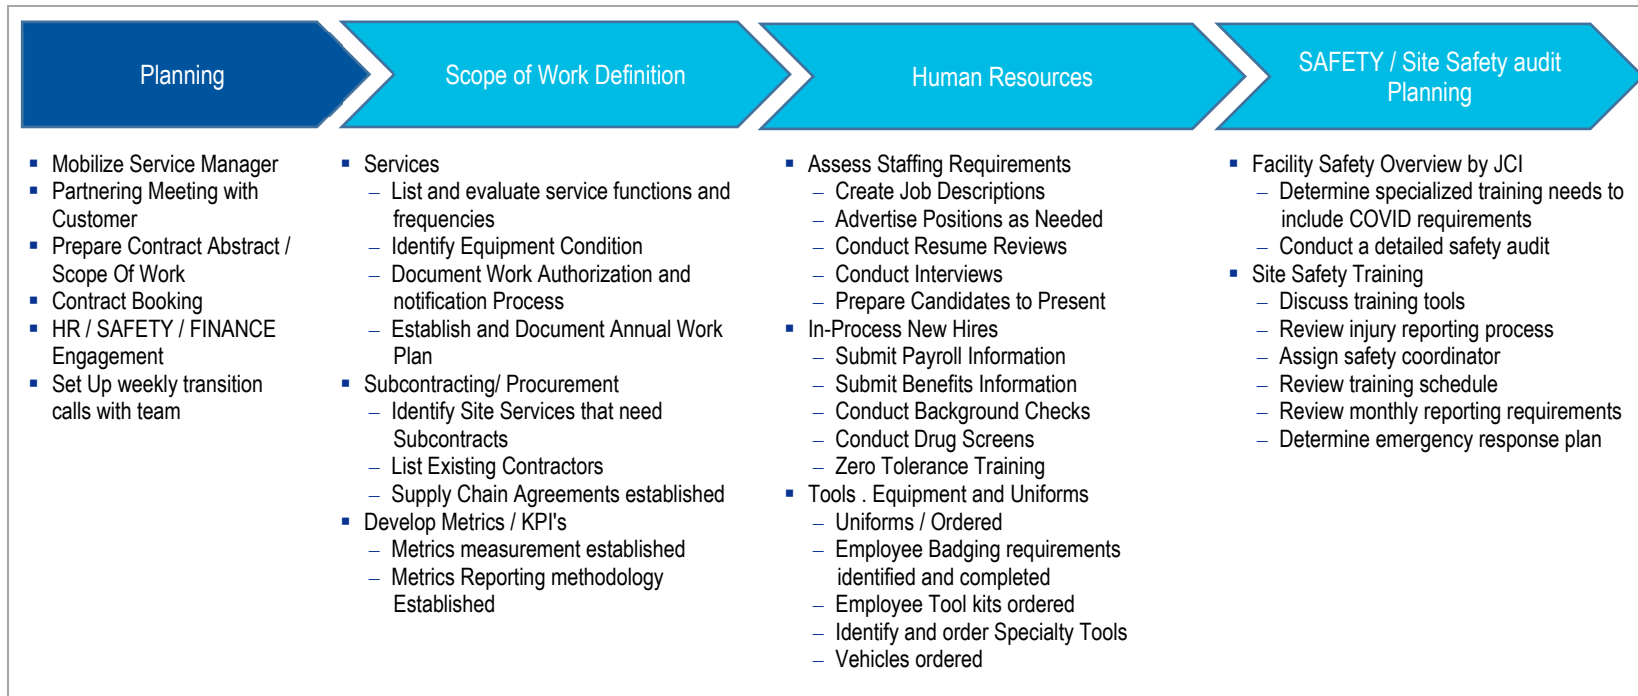 Planning
Scope of Work Definition
Human Resources
SAFETY / Site Safety audit
Planning
▪ Mobilize Service Manager
▪ Partnering Meeting with
Customer
▪ Prepare Contract Abstract /
Scope Of Work
▪ Contract Booking
▪ HR / SAFETY / FINANCE
Engagement
▪ Set Up weekly transition
calls with team
▪ Services
– List and evaluate service functions and
frequencies
– Identify Equipment Condition
– Document Work Authorization and
notification Process
– Establish and Document Annual Work
Plan
▪ Subcontracting/ Procurement
– Identify Site Services that need
Subcontracts
– List Existing Contractors
– Supply Chain Agreements established
▪ Develop Metrics / KPI's
– Metrics measurement established
– Metrics Reporting methodology
Established
▪ Assess Staffing Requirements
– Create Job Descriptions
– Advertise Positions as Needed
– Conduct Resume Reviews
– Conduct Interviews
– Prepare Candidates to Present
▪ In-Process New Hires
– Submit Payroll Information
– Submit Benefits Information
– Conduct Background Checks
– Conduct Drug Screens
– Zero Tolerance Training
▪ Tools . Equipment and Uniforms
– Uniforms / Ordered
– Employee Badging requirements
identified and completed
– Employee Tool kits ordered
– Identify and order Specialty Tools
– Vehicles ordered
▪ Facility Safety Overview by JCI
– Determine specialized training needs to
include COVID requirements
– Conduct a detailed safety audit
▪ Site Safety Training
– Discuss training tools
– Review injury reporting process
– Assign safety coordinator
– Review training schedule
– Review monthly reporting requirements
– Determine emergency response plan